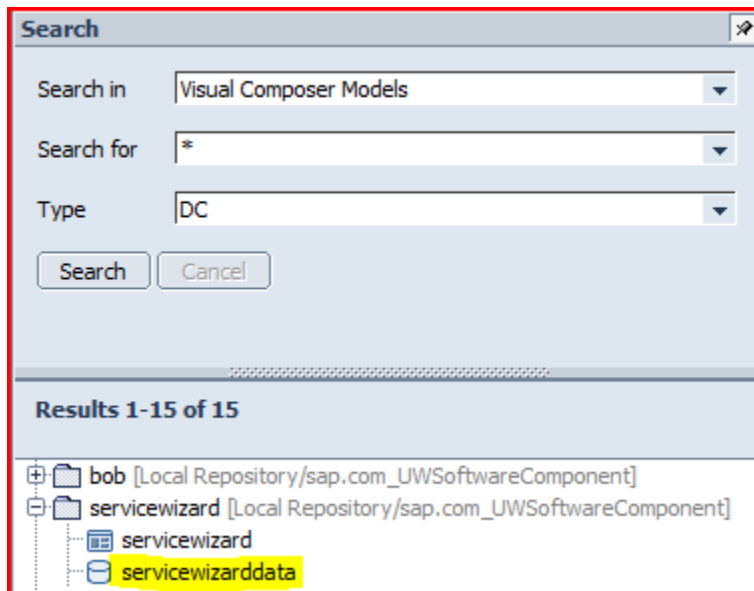 Search
Search in Visual Composer Models
Search for *
Type DC
Search Cancel
Results 1-15 of 15
bob [Local Repository/sap.com_UWSoftwareComponent]
servicewizard [Local Repository/sap.com_UWSoftwareComponent]
servicewizard
servicewizarddata